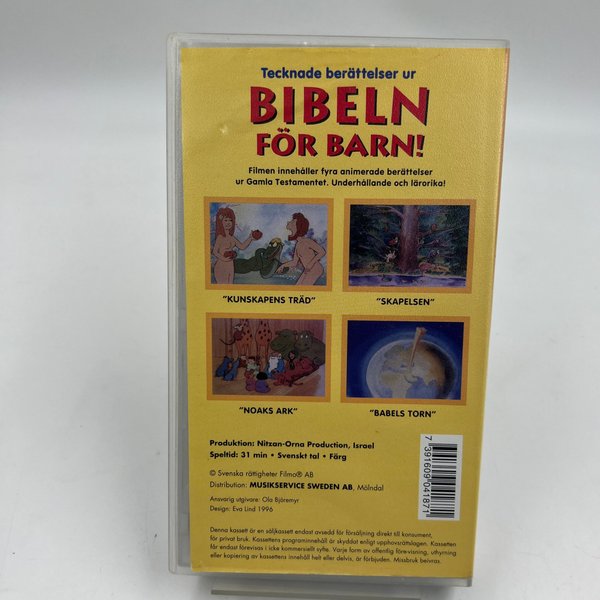 Tecknade berättelser ur
BIBELN
FÖR BARN!
Filmen innehåller fyra animerade berättelser
ur Gamla Testamentet. Underhållande och lärorika!
"KUNSKAPENS TRÄD"
"SKAPELSEN"
"NOAKS ARK"
"BABELS TORN"
Produktion: Nitzan-Orna Production, Israel
Speltid: 31 min • Svenskt tal • Färg
© Svenska rättigheter Filmo® AB
Distribution: MUSIKSERVICE SWEDEN AB, Mölndal
Ansvarig utgivare: Ola Björemyr
Design: Eva Lind 1996
7 391609 041871
Denna kassett är en säljkassett endast avsedd för försäljning direkt till konsument,
för privat bruk. Kassettens programinnehåll är skyddat enligt upphovsrättslagen. Kassetten
får endast förevisas i icke kommersiellt syfte. Varje form av offentlig före-visning, uthyrning
eller kopiering av kassettens innehåll helt eller delvis, är förbjuden. Missbruk beivras.